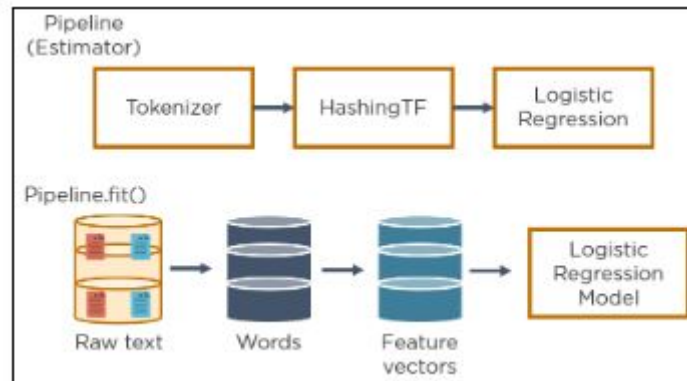 Pipeline
(Estimator)
Tokenizer
HashingTF
Logistic
Regression
Pipeline.fit()
Raw text
Words
Feature
vectors
Logistic
Regression
Model